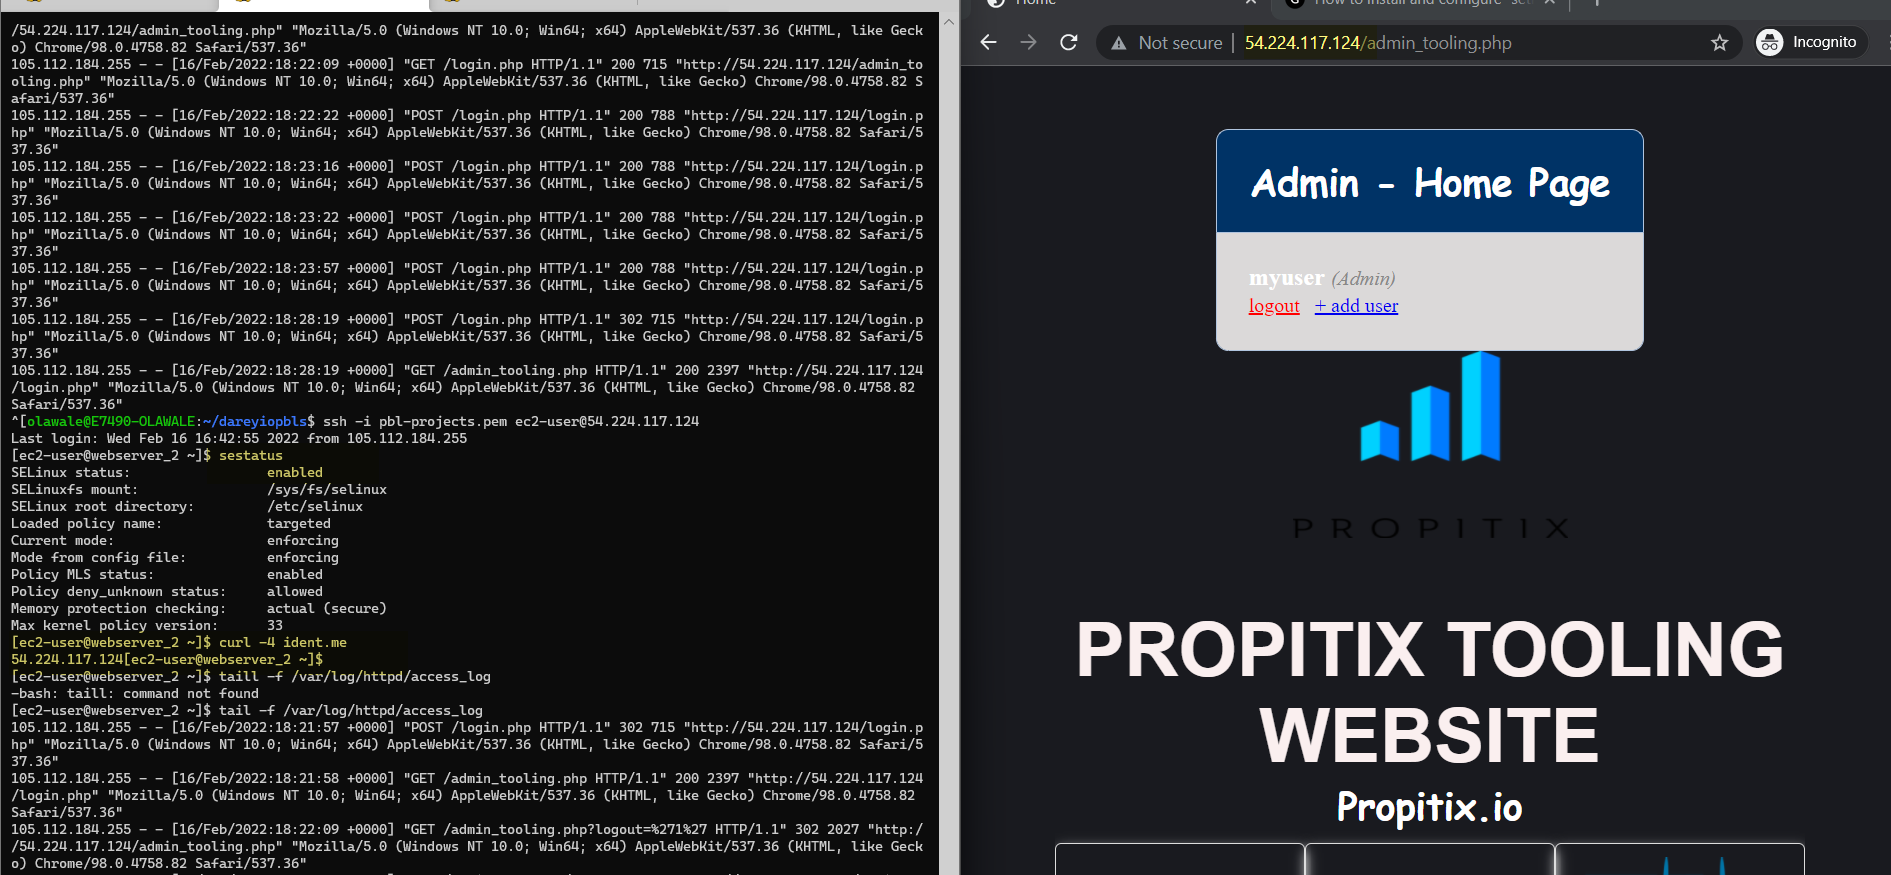 /54.224.117.124/admin_tooling.php" "Mozilla/5.0 (Windows NT 10.0; Win64; x64) AppleWebKit/537.36 (KHTML, like Geck
o) Chrome/98.0.4758.82 Safari/537.36"
105.112.184.255 - - [16/Feb/2022:18:22:09 +0000] "GET /login.php HTTP/1.1" 200 715 "http://54.224.117.124/admin_to
oling.php" "Mozilla/5.0 (Windows NT 10.0; Win64; x64) AppleWebKit/537.36 (KHTML, like Gecko) Chrome/98.0.4758.82 S
afari/537.36"
105.112.184.255 - - [16/Feb/2022:18:22:22 +0000] "POST /login.php HTTP/1.1" 200 788 "http://54.224.117.124/login.p
hp" "Mozilla/5.0 (Windows NT 10.0; Win64; x64) AppleWebKit/537.36 (KHTML, like Gecko) Chrome/98.0.4758.82 Safari/5
37.36"
105.112.184.255 - - [16/Feb/2022:18:23:16 +0000] "POST /login.php HTTP/1.1" 200 788 "http://54.224.117.124/login.p
hp" "Mozilla/5.0 (Windows NT 10.0; Win64; x64) AppleWebKit/537.36 (KHTML, like Gecko) Chrome/98.0.4758.82 Safari/5
37.36"
105.112.184.255 - - [16/Feb/2022:18:23:22 +0000] "POST /login.php HTTP/1.1" 200 788 "http://54.224.117.124/login.p
hp" "Mozilla/5.0 (Windows NT 10.0; Win64; x64) AppleWebKit/537.36 (KHTML, like Gecko) Chrome/98.0.4758.82 Safari/5
37.36"
105.112.184.255 - - [16/Feb/2022:18:23:57 +0000] "POST /login.php HTTP/1.1" 200 788 "http://54.224.117.124/login.p
hp" "Mozilla/5.0 (Windows NT 10.0; Win64; x64) AppleWebKit/537.36 (KHTML, like Gecko) Chrome/98.0.4758.82 Safari/5
37.36"
105.112.184.255 - - [16/Feb/2022:18:28:19 +0000] "POST /login.php HTTP/1.1" 302 715 "http://54.224.117.124/login.p
hp" "Mozilla/5.0 (Windows NT 10.0; Win64; x64) AppleWebKit/537.36 (KHTML, like Gecko) Chrome/98.0.4758.82 Safari/5
37.36"
105.112.184.255 - - [16/Feb/2022:18:28:19 +0000] "GET /admin_tooling.php HTTP/1.1" 200 2397 "http://54.224.117.124
/login.php" "Mozilla/5.0 (Windows NT 10.0; Win64; x64) AppleWebKit/537.36 (KHTML, like Gecko) Chrome/98.0.4758.82
Safari/537.36"
^[olawale@E7490-OLAWALE:~/dareyiopbls$ ssh -i pbl-projects.pem ec2-user@54.224.117.124
Last login: Wed Feb 16 16:42:55 2022 from 105.112.184.255
[ec2-user@webserver_2 ~]$ sestatus
SELinux status: enabled
SELinuxfs mount: /sys/fs/selinux
SELinux root directory: /etc/selinux
Loaded policy name: targeted
Current mode: enforcing
Mode from config file: enforcing
Policy MLS status: enabled
Policy deny_unknown status: allowed
Memory protection checking: actual (secure)
Max kernel policy version: 33
[ec2-user@webserver_2 ~]$ curl -4 ident.me
54.224.117.124[ec2-user@webserver_2 ~]$
[ec2-user@webserver_2 ~]$ taill -f /var/log/httpd/access_log
-bash: taill: command not found
[ec2-user@webserver_2 ~]$ tail -f /var/log/httpd/access_log
105.112.184.255 - - [16/Feb/2022:18:21:57 +0000] "POST /login.php HTTP/1.1" 302 715 "http://54.224.117.124/login.p
hp" "Mozilla/5.0 (Windows NT 10.0; Win64; x64) AppleWebKit/537.36 (KHTML, like Gecko) Chrome/98.0.4758.82 Safari/5
37.36"
105.112.184.255 - - [16/Feb/2022:18:21:58 +0000] "GET /admin_tooling.php HTTP/1.1" 200 2397 "http://54.224.117.124
/login.php" "Mozilla/5.0 (Windows NT 10.0; Win64; x64) AppleWebKit/537.36 (KHTML, like Gecko) Chrome/98.0.4758.82
Safari/537.36"
105.112.184.255 - - [16/Feb/2022:18:22:09 +0000] "GET /admin_tooling.php?logout=%271%27 HTTP/1.1" 302 2027 "http:/
/54.224.117.124/admin_tooling.php" "Mozilla/5.0 (Windows NT 10.0; Win64; x64) AppleWebKit/537.36 (KHTML, like Geck
o) Chrome/98.0.4758.82 Safari/537.36"
Home
How to install and configure
Not secure 54.224.117.124/admin_tooling.php Incognito
Admin - Home Page
myuser (Admin)
logout + add user
PROPITIX
PROPITIX TOOLING
WEBSITE
Propitix.io